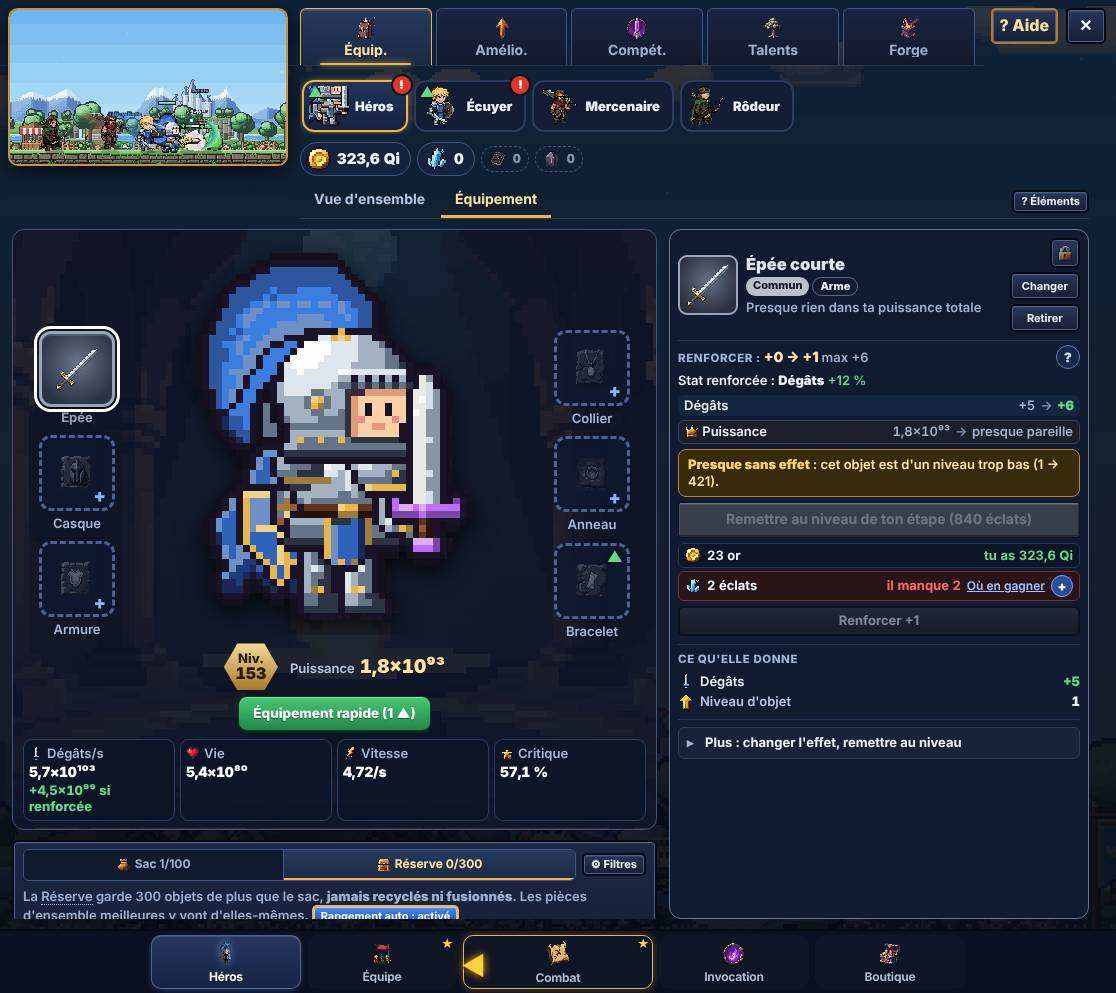 Équip.
Amélio.
Compét.
Talents
Forge
? Aide
×
Héros
!
Écuyer
!
Mercenaire
Rôdeur
323,6 Qi
0
0
0
Vue d'ensemble
Équipement
? Éléments
Épée
Casque
Armure
Collier
Anneau
Bracelet
Niv.
153
Puissance 1,8×10⁹³
Équipement rapide (1 ▲)
Dégâts/s
5,7×10¹⁰³
+4,5×10⁹⁹ si
renforcée
Vie
5,4×10⁸⁰
Vitesse
4,72/s
Critique
57,1 %
Sac 1/100
Réserve 0/300
Filtres
La Réserve garde 300 objets de plus que le sac, jamais recyclés ni fusionnés. Les pièces
d'ensemble meilleures y vont d'elles-mêmes. Rangement auto : activé
Épée courte
Commun
Arme
Presque rien dans ta puissance totale
Changer
Retirer
RENFORCER : +0 → +1 max +6
?
Stat renforcée : Dégâts +12 %
Dégâts +5 → +6
Puissance 1,8×10⁹³ → presque pareille
Presque sans effet : cet objet est d'un niveau trop bas (1 →
421).
Remettre au niveau de ton étape (840 éclats)
23 or tu as 323,6 Qi
2 éclats il manque 2 Où en gagner +
Renforcer +1
CE QU'ELLE DONNE
Dégâts +5
Niveau d'objet 1
► Plus : changer l'effet, remettre au niveau
Héros
Équipe
Combat
Invocation
Boutique